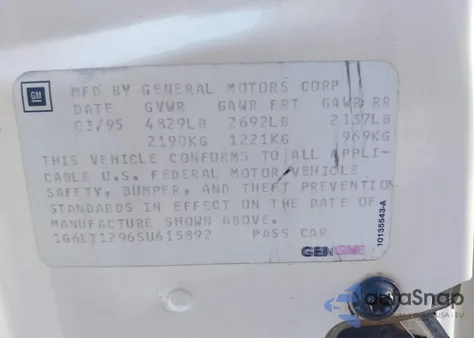 GM
MFD BY GENERAL MOTORS CORP
DATE GVWR GAWR FRT GAWR RR
03/95 4829LB 2692LB 2137LB
2190KG 1221KG 969KG
THIS VEHICLE CONFORMS TO ALL APPLI-
CABLE U.S. FEDERAL MOTOR VEHICLE
SAFETY, BUMPER, AND THEFT PREVENTION
STANDARDS IN EFFECT ON THE DATE OF
MANUFACTURE SHOWN ABOVE.
1G6ET12965U615892 PASS CAR
10135543-A
AutoSnap